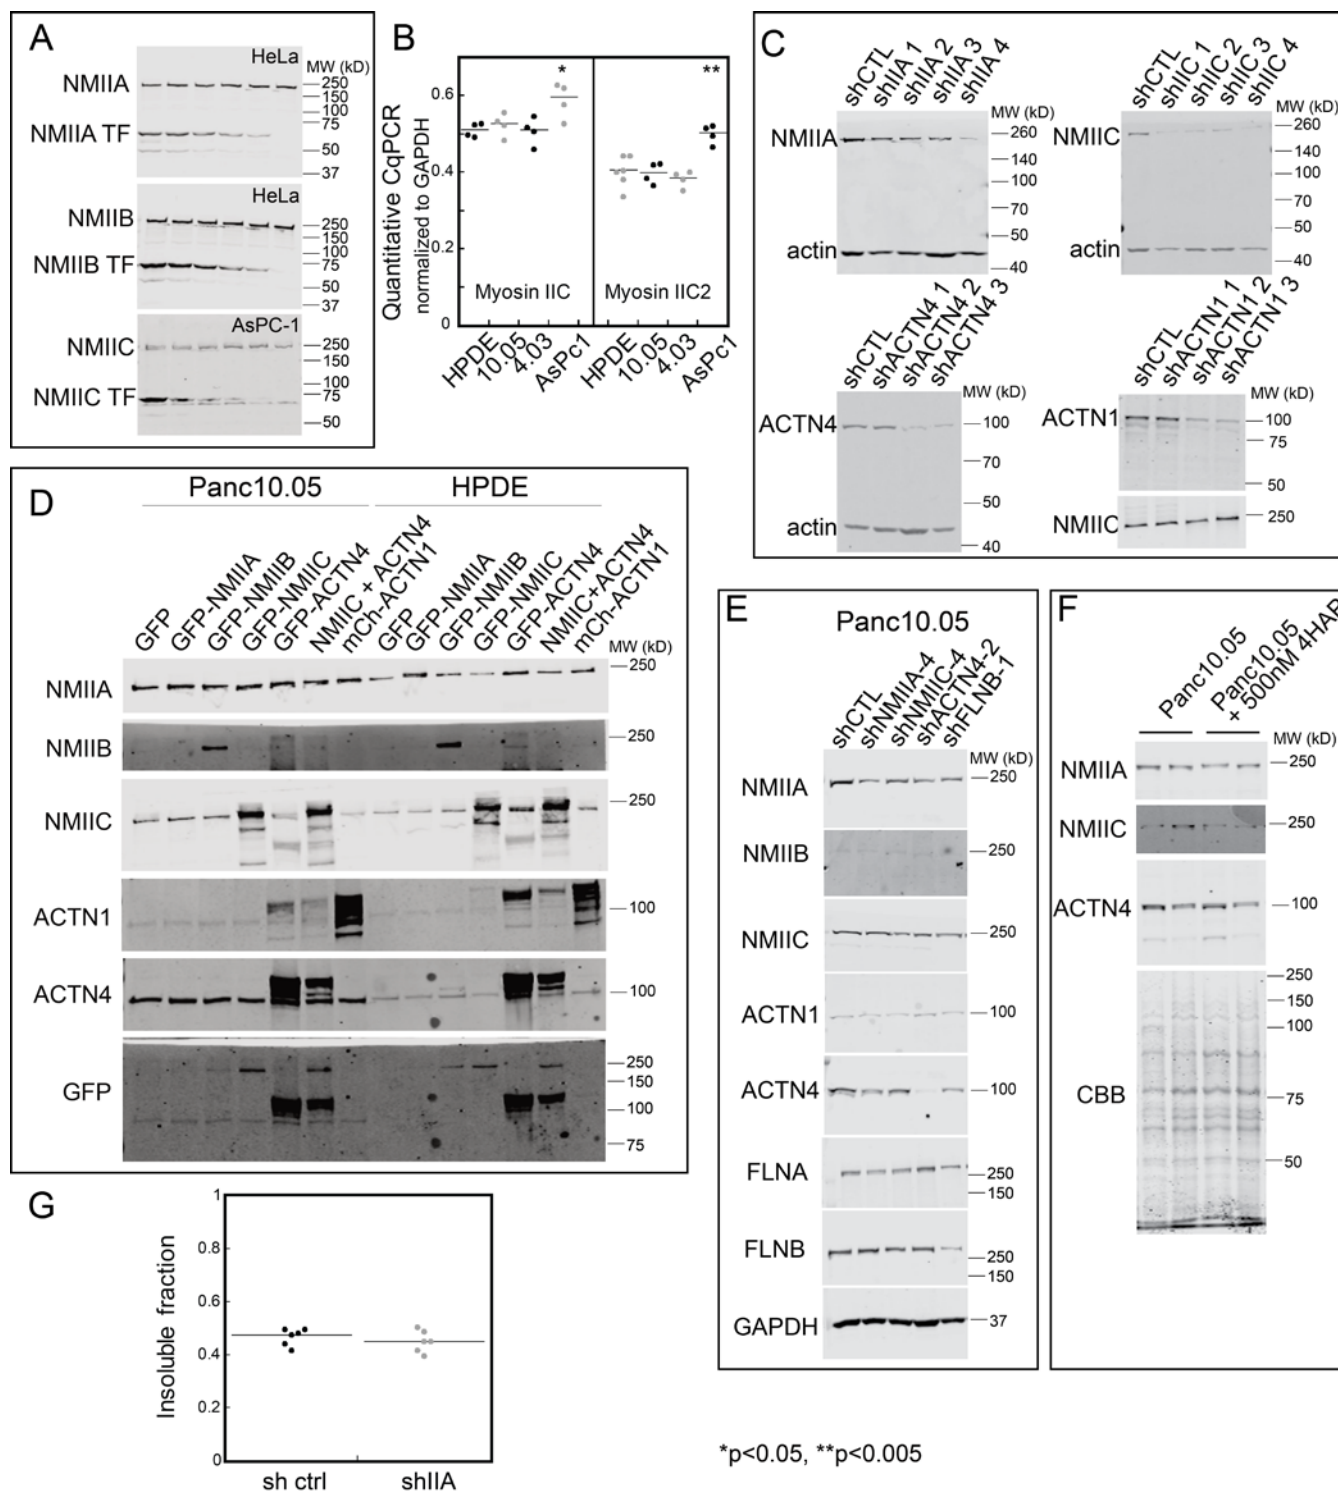 A
HeLa
MW (kD)
NMIIA
250
150
100
75
NMIIA TF
50
37
HeLa
NMIIB
250
150
100
NMIIB TF
75
50
37
AsPC-1
NMIIC
250
150
100
NMIIC TF
75
50
B
Quantitative CqPCR
normalized to GAPDH
0.6
0.4
0.2
0
*
**
Myosin IIC
Myosin IIC2
HPDE
10.05
4.03
AsPc1
HPDE
10.05
4.03
AsPc1
C
shCTL
shIIA 1
shIIA 2
shIIA 3
shIIA 4
MW (kD)
NMIIA
260
140
100
70
50
actin
40
shCTL
shIIC 1
shIIC 2
shIIC 3
shIIC 4
MW (kD)
NMIIC
260
140
100
70
50
actin
40
shCTL
shACTN4 1
shACTN4 2
shACTN4 3
MW (kD)
ACTN4
100
70
50
actin
40
shCTL
shACTN1 1
shACTN1 2
shACTN1 3
MW (kD)
ACTN1
100
75
50
NMIIC
250
D
Panc10.05
HPDE
GFP
GFP-NMIIA
GFP-NMIIB
GFP-NMIIC
GFP-ACTN4
NMIIC + ACTN4
mCh-ACTN1
GFP
GFP-NMIIA
GFP-NMIIB
GFP-NMIIC
GFP-ACTN4
NMIIC+ACTN4
mCh-ACTN1
MW (kD)
NMIIA
250
NMIIB
250
NMIIC
250
ACTN1
100
ACTN4
100
GFP
250
150
100
75
E
Panc10.05
shCTL
shNMIIA-4
shNMIIC-4
shACTN4-2
shFLNB-1
MW (kD)
NMIIA
250
NMIIB
250
NMIIC
250
ACTN1
100
ACTN4
100
FLNA
250
150
FLNB
250
150
GAPDH
37
F
Panc10.05
Panc10.05
+ 500nM 4HAP
MW (kD)
NMIIA
250
NMIIC
250
ACTN4
100
CBB
250
150
100
75
50
G
Insoluble fraction
1
0.8
0.6
0.4
0.2
0
sh ctrl
shIIA
*p<0.05, **p<0.005